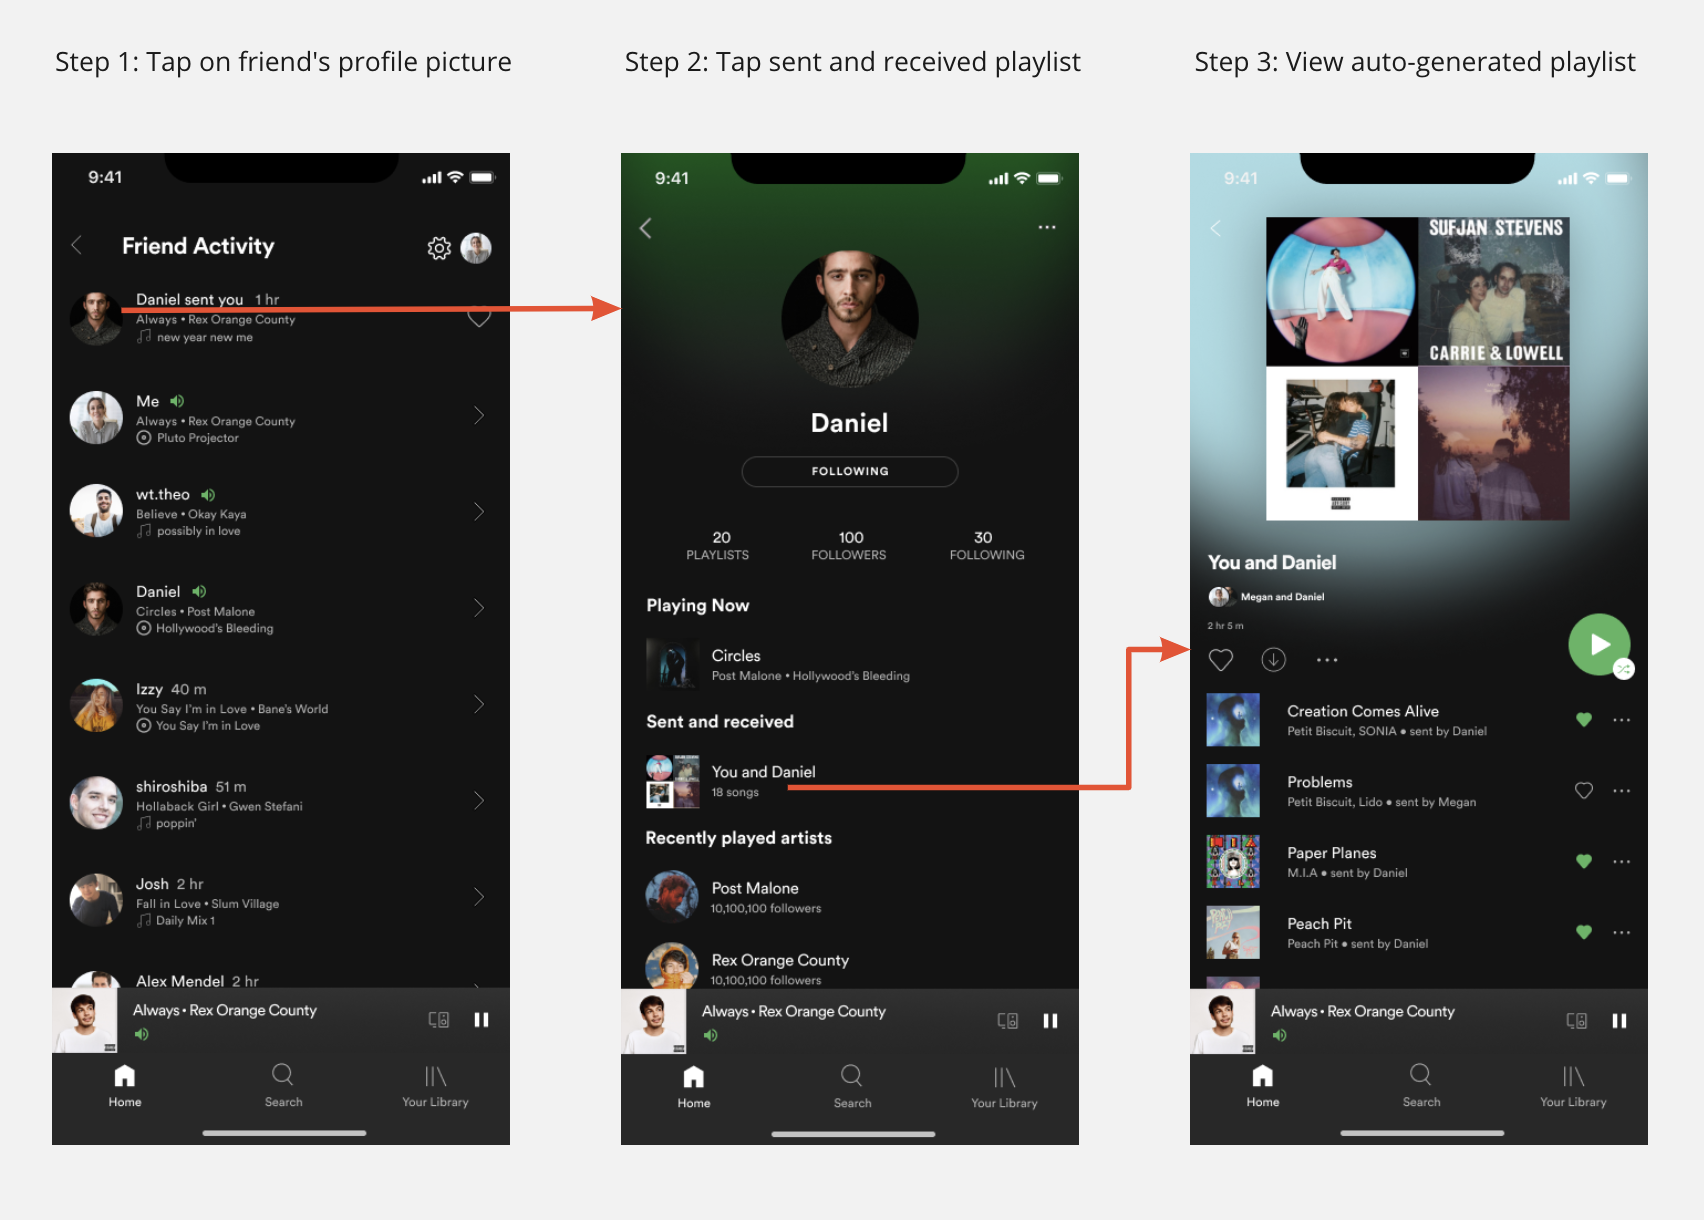 Step 1: Tap on friend's profile picture
Step 2: Tap sent and received playlist
Step 3: View auto-generated playlist
9:41
Friend Activity
Daniel sent you 1 hr
Always • Rex Orange County
new year new me
Me
Always • Rex Orange County
Pluto Projector
wt.theo
Believe • Okay Kaya
possibly in love
Daniel
Circles • Post Malone
Hollywood's Bleeding
Izzy 40 m
You Say I'm in Love • Bane's World
You Say I'm in Love
shiroshiba 51 m
Hollaback Girl • Gwen Stefani
poppin'
Josh 2 hr
Fall in Love • Slum Village
Daily Mix 1
Alex Mendel 2 hr
Always • Rex Orange County
Home
Search
Your Library
9:41
Daniel
FOLLOWING
20
PLAYLISTS
100
FOLLOWERS
30
FOLLOWING
Playing Now
Circles
Post Malone • Hollywood's Bleeding
Sent and received
You and Daniel
18 songs
Recently played artists
Post Malone
10,100,100 followers
Rex Orange County
10,100,100 followers
Always • Rex Orange County
Home
Search
Your Library
9:41
SUFJAN STEVENS
CARRIE & LOWELL
You and Daniel
Megan and Daniel
2 hr 5 m
Creation Comes Alive
Petit Biscuit, SONIA • sent by Daniel
Problems
Petit Biscuit, Lido • sent by Megan
Paper Planes
M.I.A • sent by Daniel
Peach Pit
Peach Pit • sent by Daniel
Always • Rex Orange County
Home
Search
Your Library